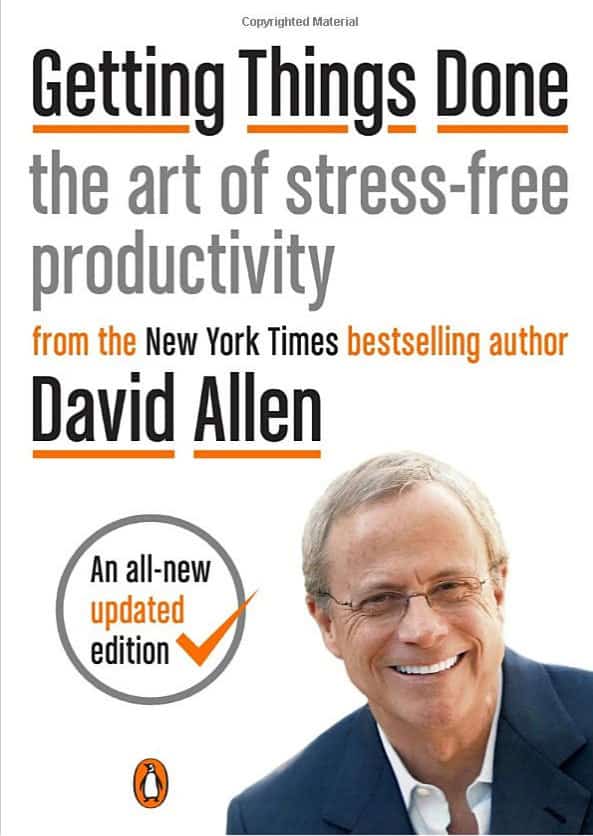 Copyrighted Material
Getting Things Done
the art of stress-free
productivity
from the New York Times bestselling author
David Allen
An all-new
updated
edition